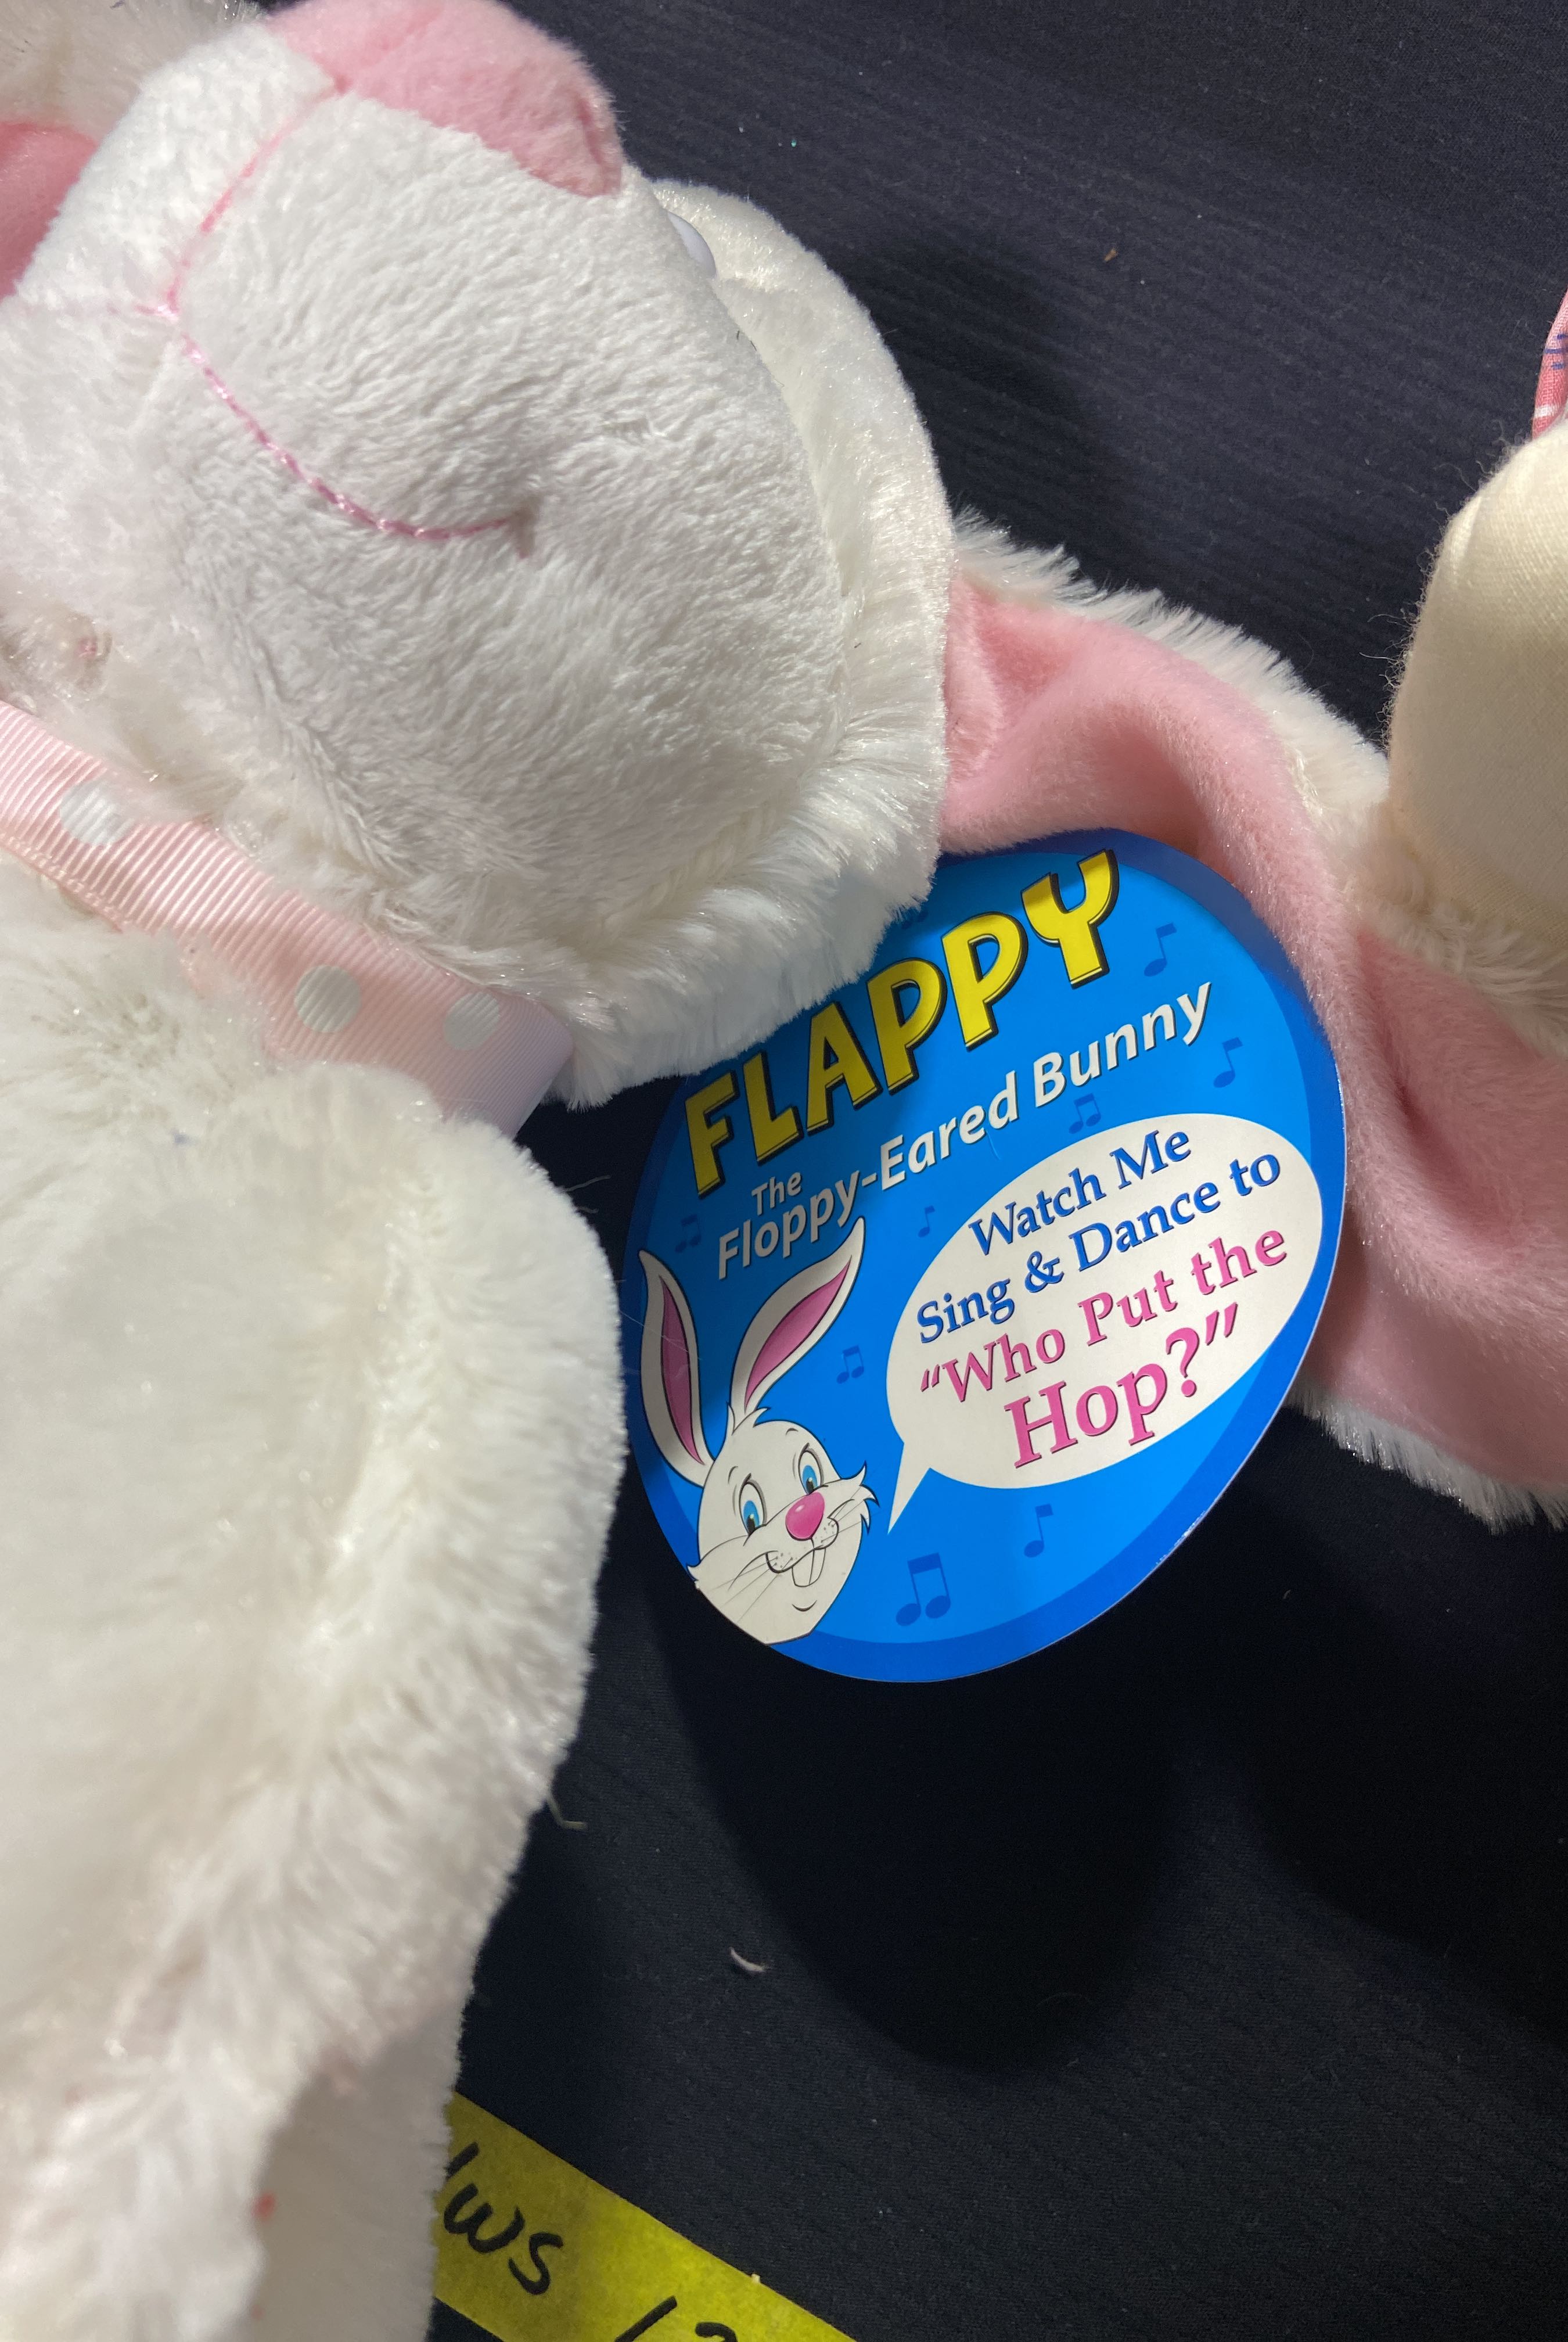 FLAPPY
The
Floppy-Eared Bunny
Watch Me
Sing & Dance to
"Who Put the
Hop?"